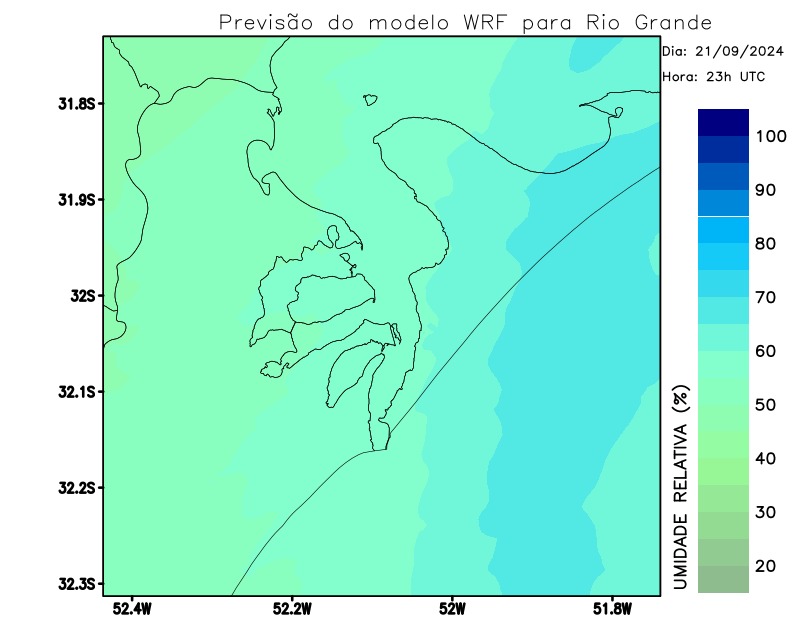 Previsão do modelo WRF para Rio Grande
Dia: 21/09/2024
Hora: 23h UTC
31.8S
31.9S
32S
32.1S
32.2S
32.3S
52.4W
52.2W
52W
51.8W
100
90
80
70
60
50
40
30
20
UMIDADE RELATIVA (%)